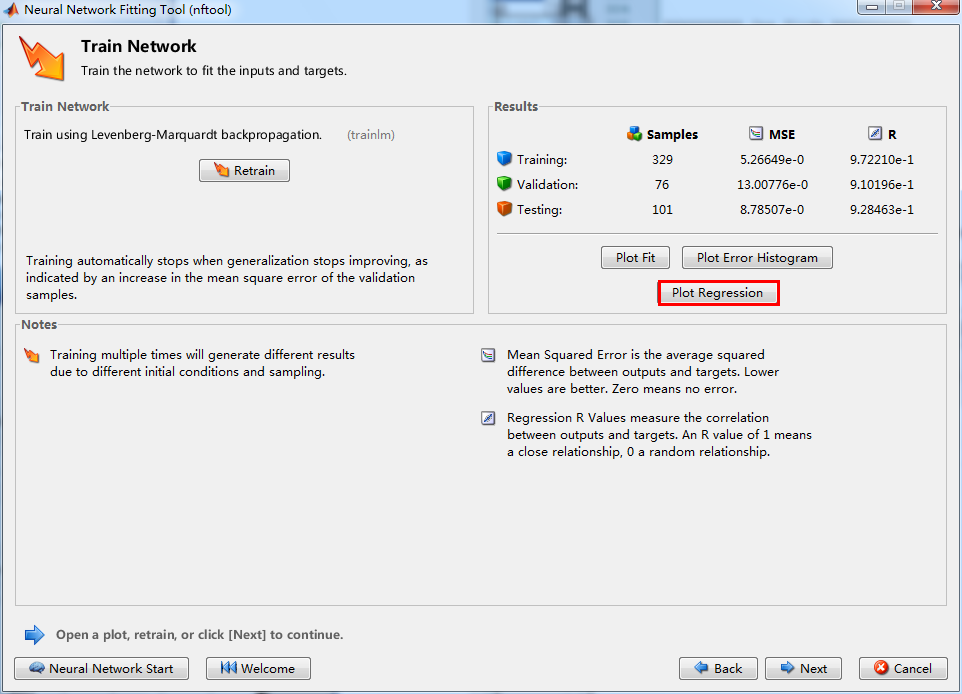 Neural Network Fitting Tool (nftool)
Train Network
Train the network to fit the inputs and targets.
Train Network
Train using Levenberg-Marquardt backpropagation. (trainlm)
Retrain
Training automatically stops when generalization stops improving, as
indicated by an increase in the mean square error of the validation
samples.
Results
Samples MSE R
Training: 329 5.26649e-0 9.72210e-1
Validation: 76 13.00776e-0 9.10196e-1
Testing: 101 8.78507e-0 9.28463e-1
Plot Fit Plot Error Histogram
Plot Regression
Notes
Training multiple times will generate different results
due to different initial conditions and sampling.
Mean Squared Error is the average squared
difference between outputs and targets. Lower
values are better. Zero means no error.
Regression R Values measure the correlation
between outputs and targets. An R value of 1 means
a close relationship, 0 a random relationship.
Open a plot, retrain, or click [Next] to continue.
Neural Network Start Welcome Back Next Cancel